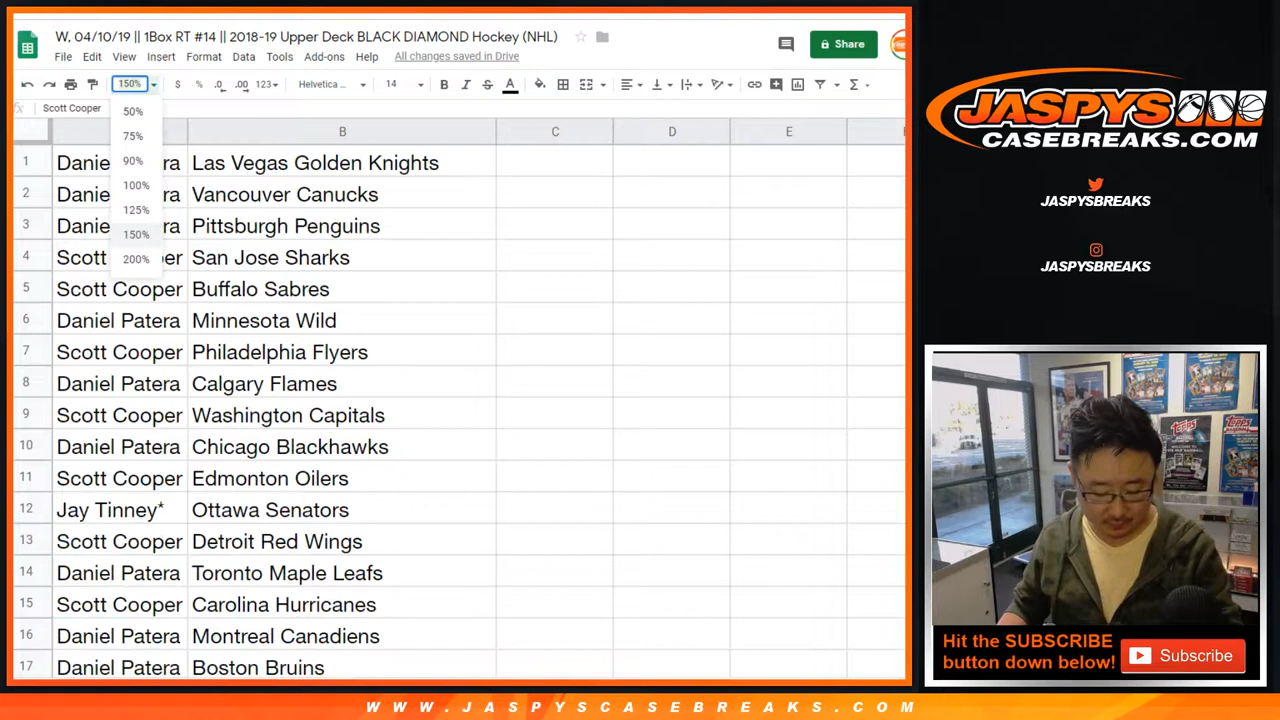 W, 04/10/19 || 1Box RT #14 || 2018-19 Upper Deck BLACK DIAMOND Hockey (NHL)
File Edit View Insert Format Data Tools Add-ons Help All changes saved in Drive
Share
150% $ % .0 .00 123 Helvetica ... 14 B I S A
fx Scott Cooper
50%
75%
90%
100%
125%
150%
200%
B C D E
1 Danie ra Las Vegas Golden Knights
2 Danie ra Vancouver Canucks
3 Danie ra Pittsburgh Penguins
4 Scott er San Jose Sharks
5 Scott Cooper Buffalo Sabres
6 Daniel Patera Minnesota Wild
7 Scott Cooper Philadelphia Flyers
8 Daniel Patera Calgary Flames
9 Scott Cooper Washington Capitals
10 Daniel Patera Chicago Blackhawks
11 Scott Cooper Edmonton Oilers
12 Jay Tinney* Ottawa Senators
13 Scott Cooper Detroit Red Wings
14 Daniel Patera Toronto Maple Leafs
15 Scott Cooper Carolina Hurricanes
16 Daniel Patera Montreal Canadiens
17 Daniel Patera Boston Bruins
JASPYS
CASEBREAKS.COM
JASPYSBREAKS
JASPYSBREAKS
topps
Topps
Hit the SUBSCRIBE
button down below!
Subscribe
WWW.JASPYSCASEBREAKS.COM